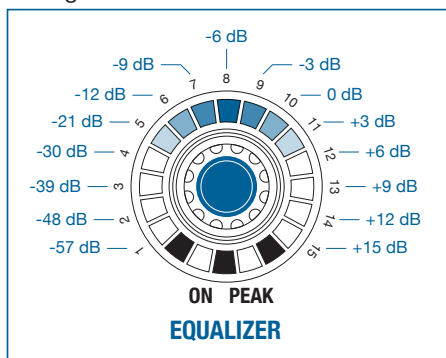 -6 dB
-9 dB -3 dB
-12 dB 0 dB
-21 dB +3 dB
-30 dB +6 dB
-39 dB +9 dB
-48 dB +12 dB
-57 dB +15 dB
1 2 3 4 5 6 7 8 9 10 11 12 13 14 15
ON PEAK
EQUALIZER